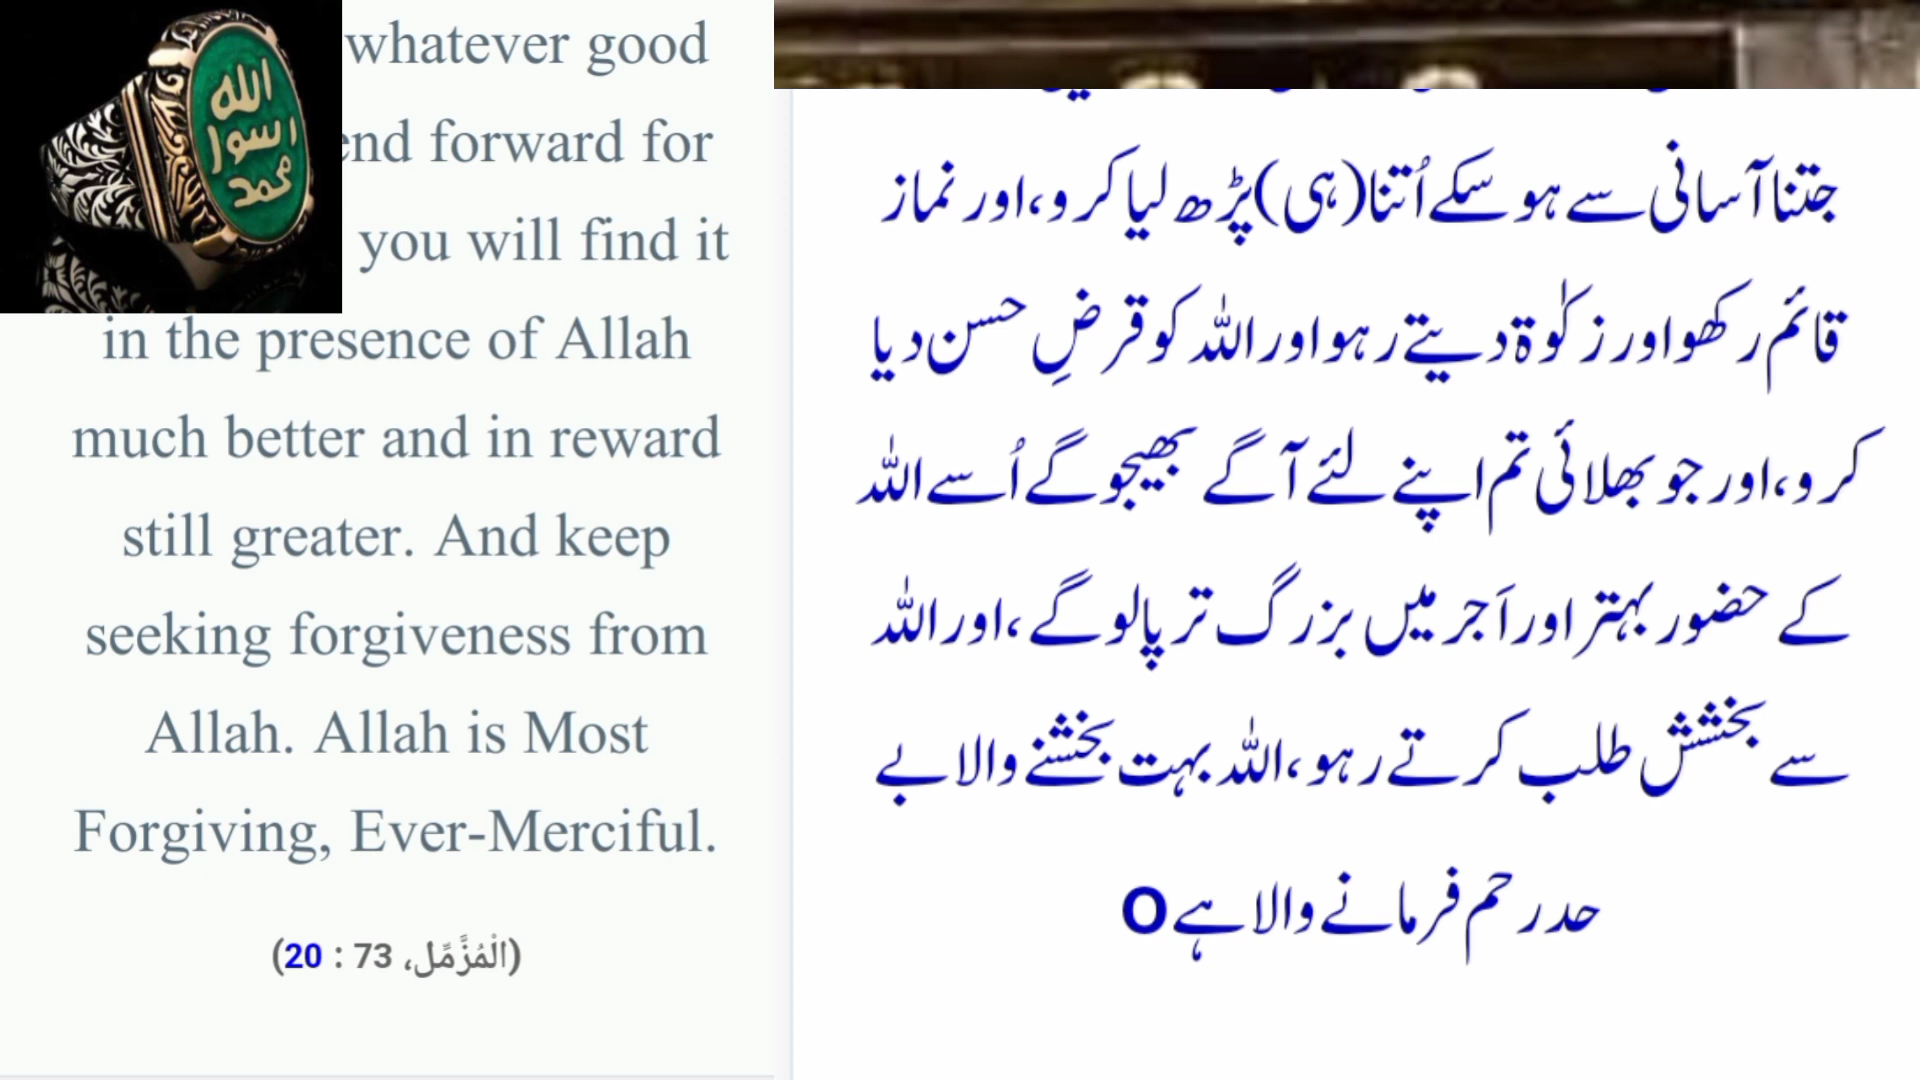 الله
رسول
محمد
whatever good
end forward for
you will find it
in the presence of Allah
much better and in reward
still greater. And keep
seeking forgiveness from
Allah. Allah is Most
Forgiving, Ever-Merciful.
(الْمُزَّمِّل، 73 : 20)
جتنا آسانی سے ہو سکے اُتنا (ہی) پڑھ لیا کرو، اور نماز
قائم رکھو اور زکوٰۃ دیتے رہو اور اللہ کو قرضِ حسن دیا
کرو، اور جو بھلائی تم اپنے لئے آگے بھیجو گے اُسے اللہ
کے حضور بہتر اور اَجر میں بزرگ تر پالو گے، اور اللہ
سے بخشش طلب کرتے رہو، اللہ بہت بخشنے والا بے
حد رحم فرمانے والا ہے o